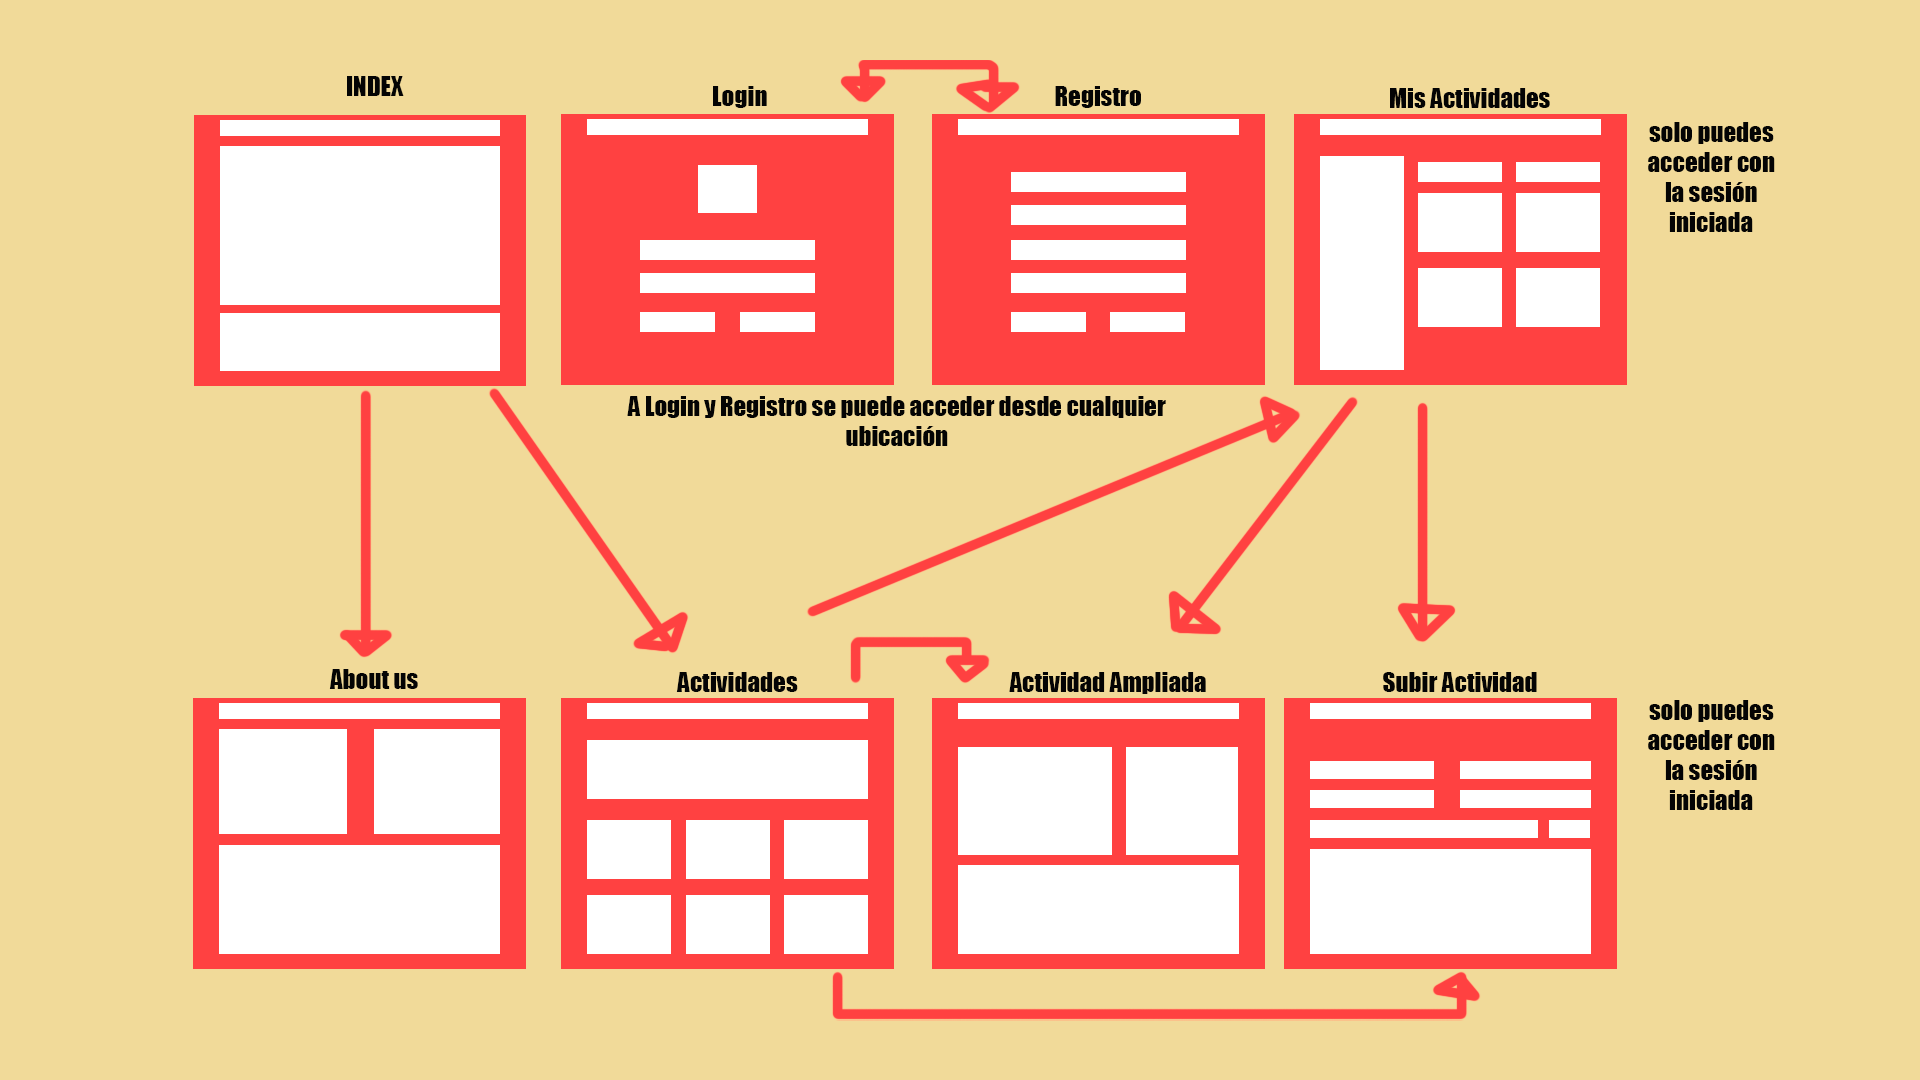 INDEX
Login
Registro
Mis Actividades
solo puedes
acceder con
la sesión
iniciada
A Login y Registro se puede acceder desde cualquier
ubicación
About us
Actividades
Actividad Ampliada
Subir Actividad
solo puedes
acceder con
la sesión
iniciada